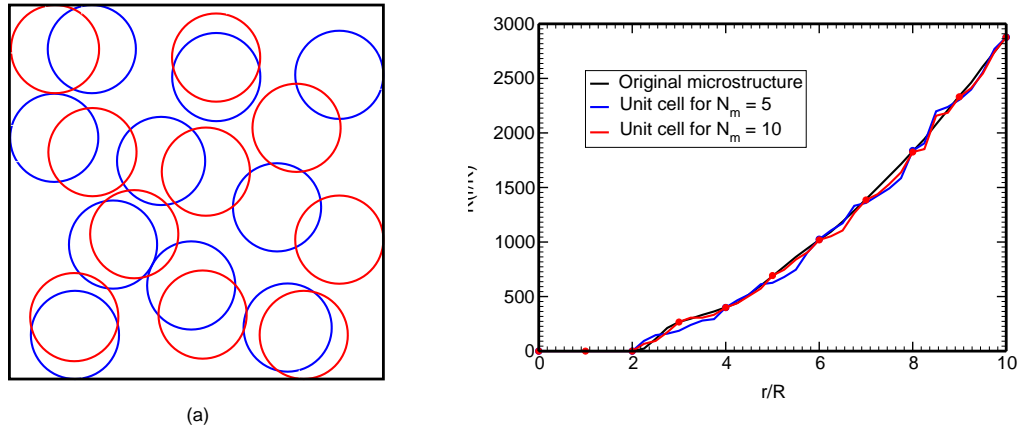 3000
2500
2000
1500
1000
500
0
Original microstructure
Unit cell for N_m = 5
Unit cell for N_m = 10
0 2 4 6 8 10
r/R
(a)